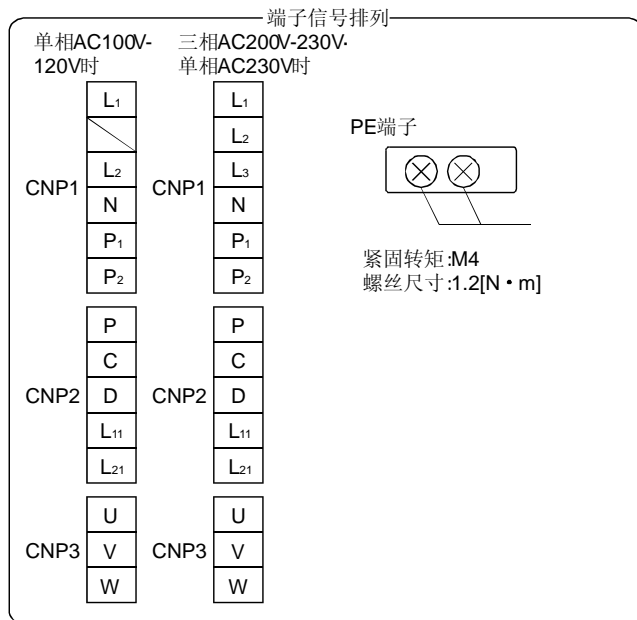 端子信号排列
单相AC100V-
120V时
三相AC200V-230V·
单相AC230V时
CNP1
L1
L2
N
P1
P2
CNP1
L1
L2
L3
N
P1
P2
CNP2
P
C
D
L11
L21
CNP2
P
C
D
L11
L21
CNP3
U
V
W
CNP3
U
V
W
PE端子
紧固转矩:M4
螺丝尺寸:1.2[N·m]